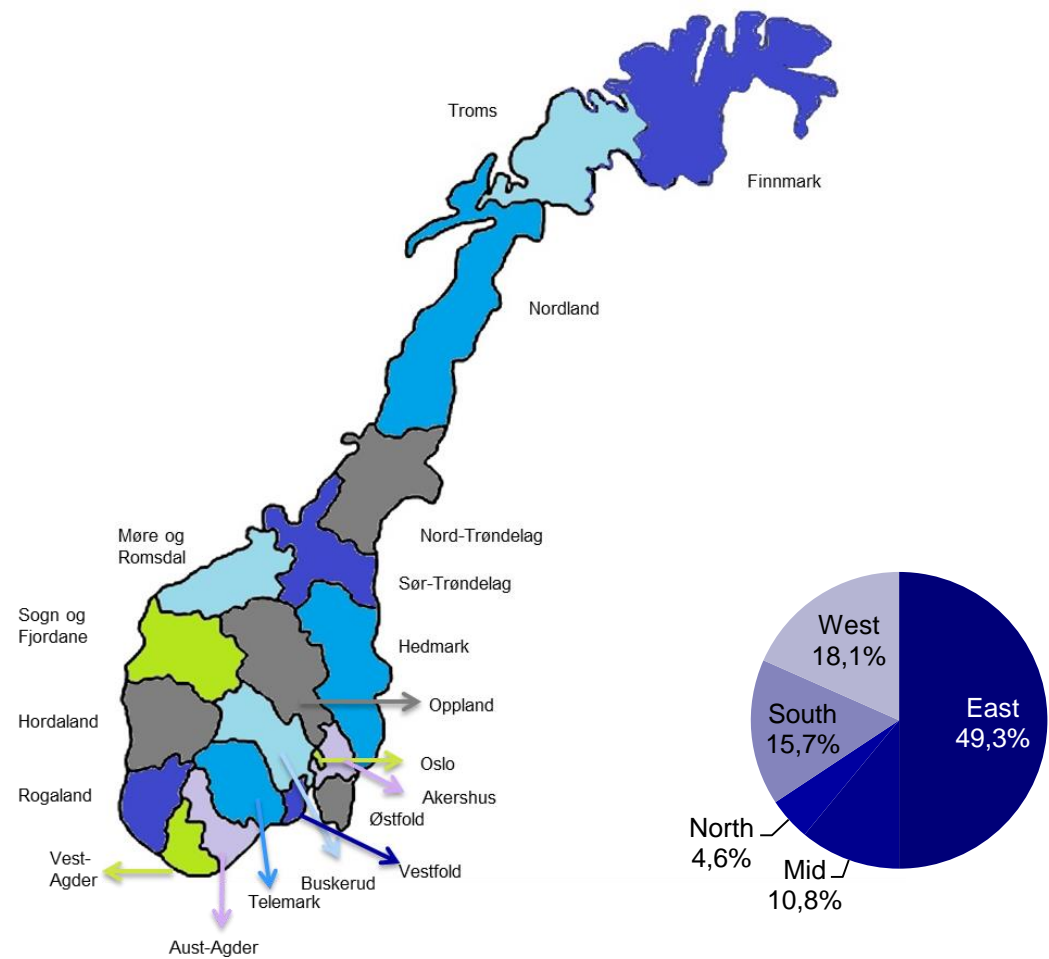 Troms
Finnmark
Nordland
Nord-Trøndelag
Møre og
Romsdal
Sør-Trøndelag
Sogn og
Fjordane
Hedmark
Oppland
Hordaland
Oslo
Rogaland
Akershus
Østfold
Vest-
Agder
Vestfold
Buskerud
Telemark
Aust-Agder
West
18,1%
East
49,3%
South
15,7%
North
4,6%
Mid
10,8%